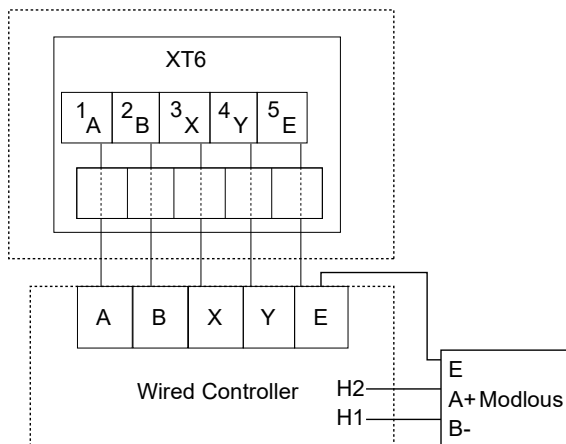 XT6
1A 2B 3X 4Y 5E
A B X Y E
E
Wired Controller H2 A+ Modlous
H1 B-